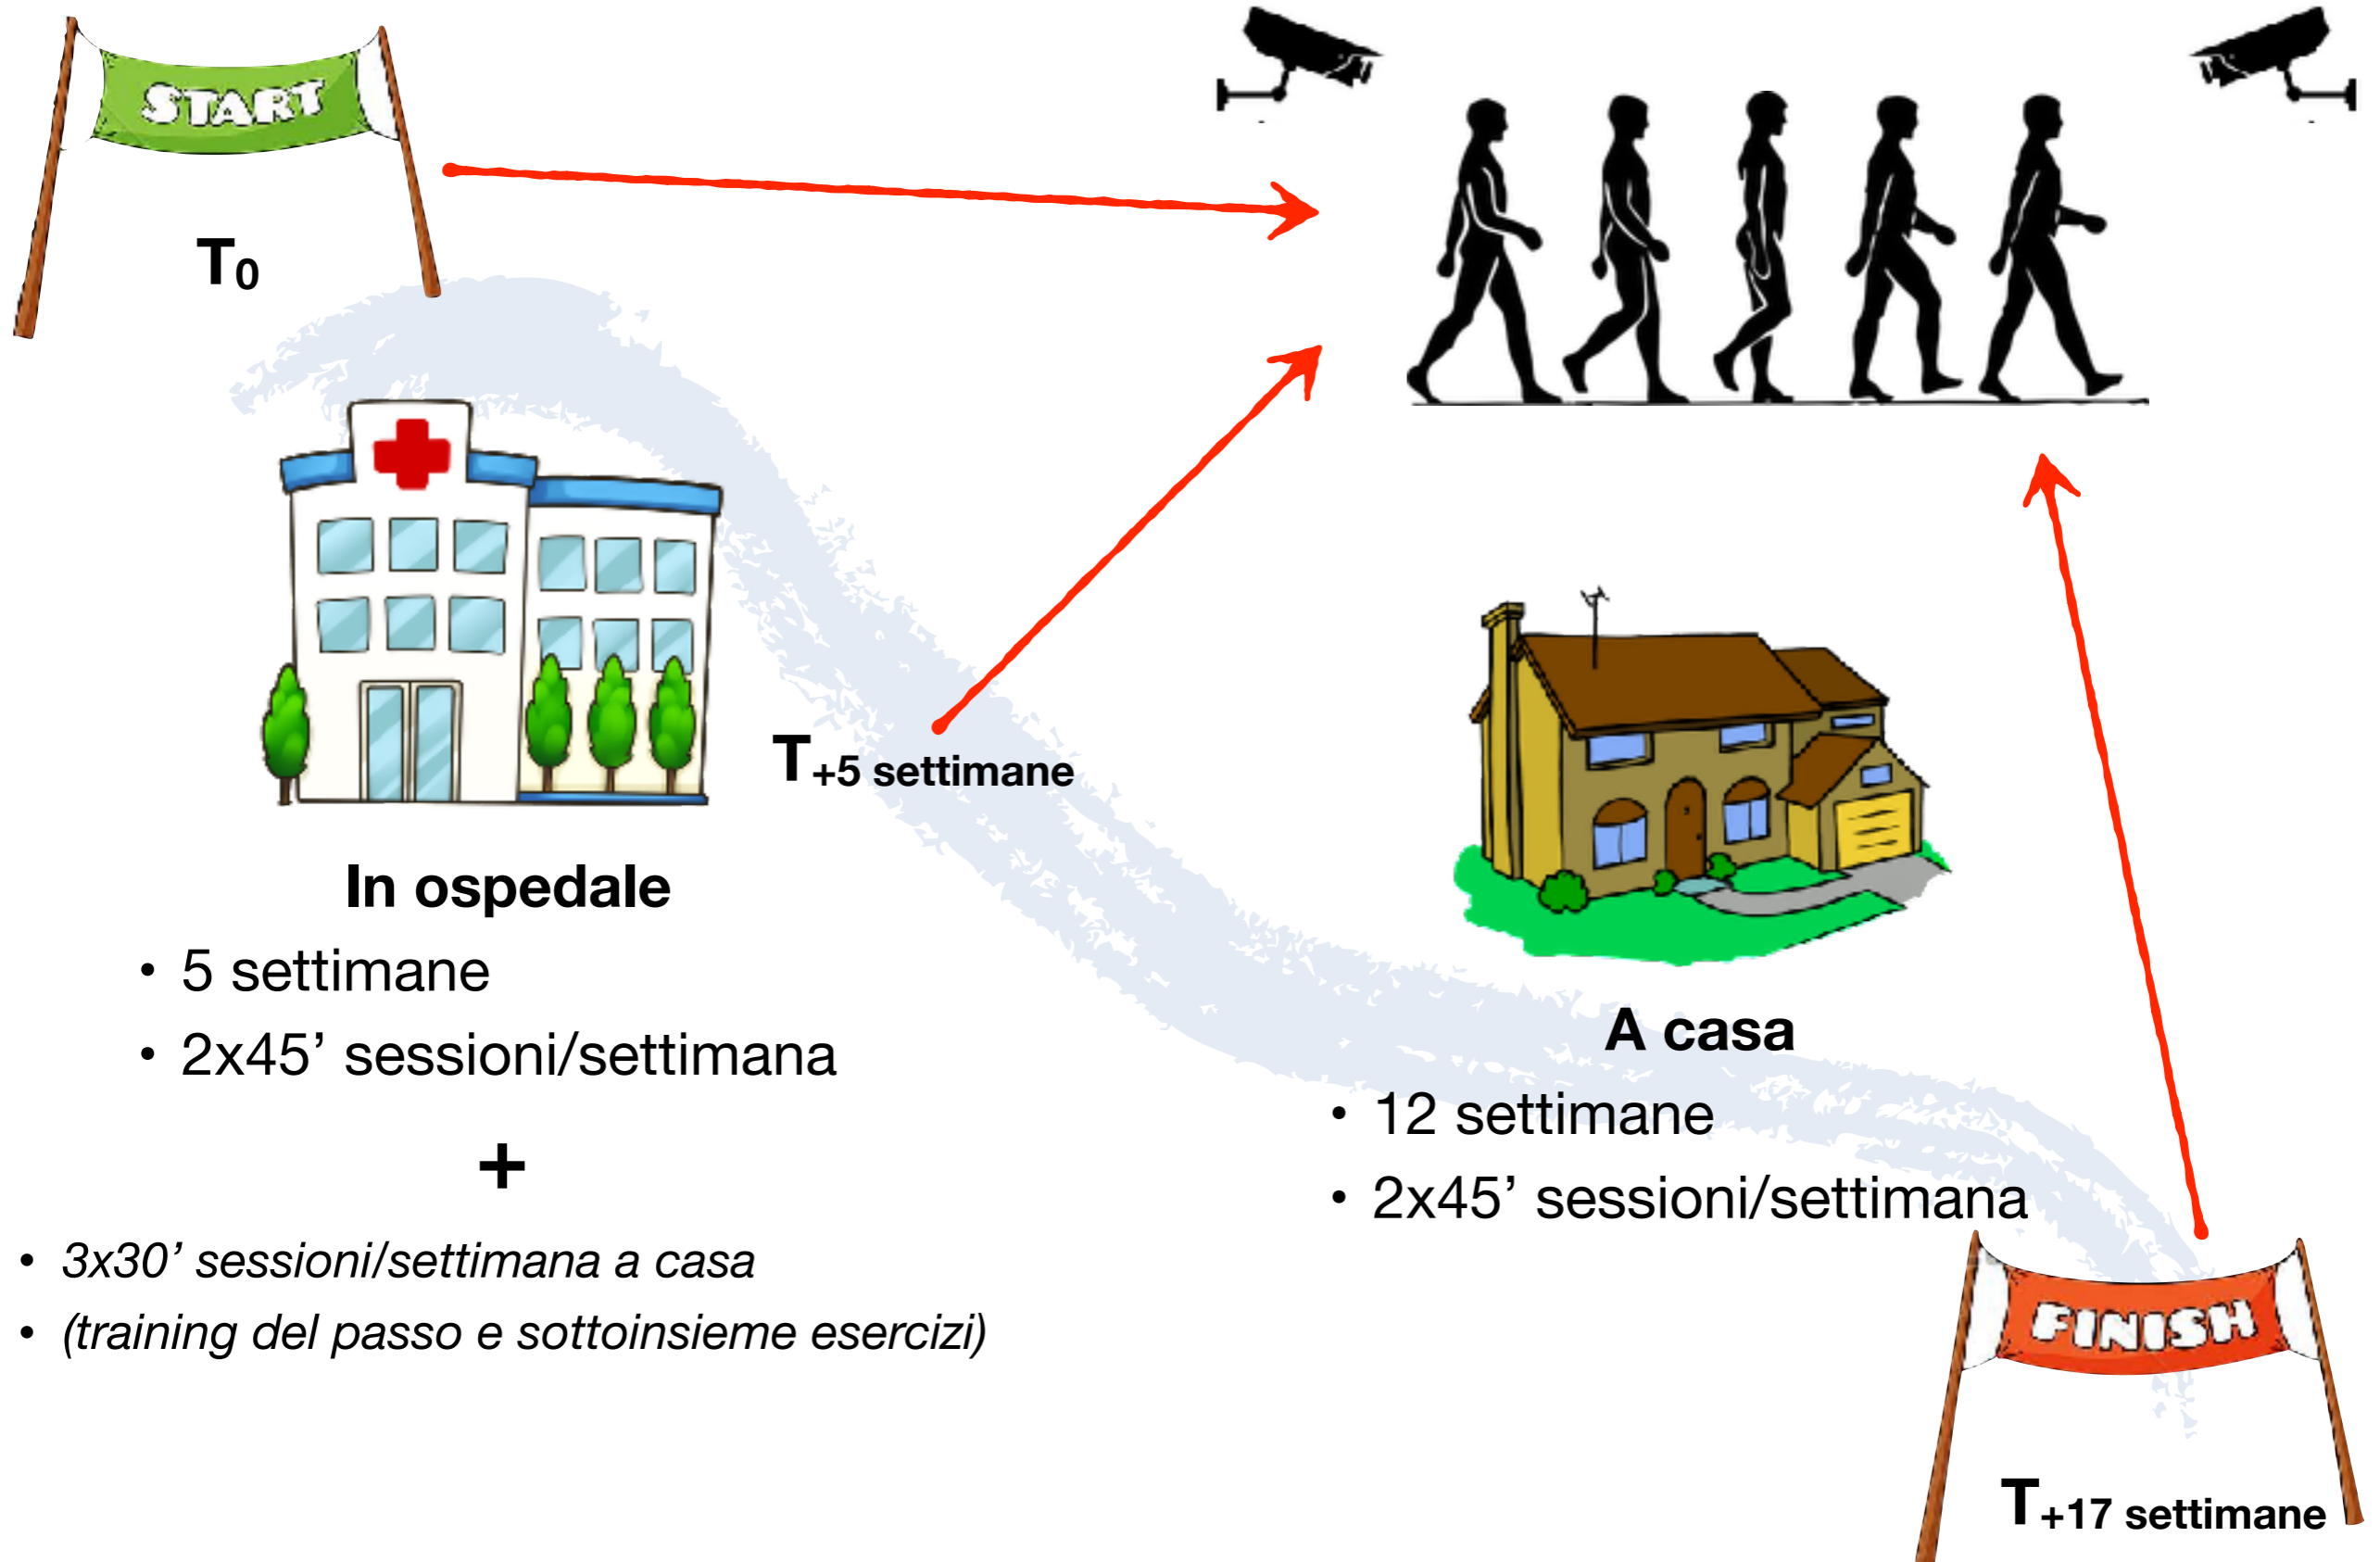 START
T0
T+5 settimane
In ospedale
• 5 settimane
• 2x45’ sessioni/settimana
+
• 3x30’ sessioni/settimana a casa
• (training del passo e sottoinsieme esercizi)
A casa
• 12 settimane
• 2x45’ sessioni/settimana
FINISH
T+17 settimane